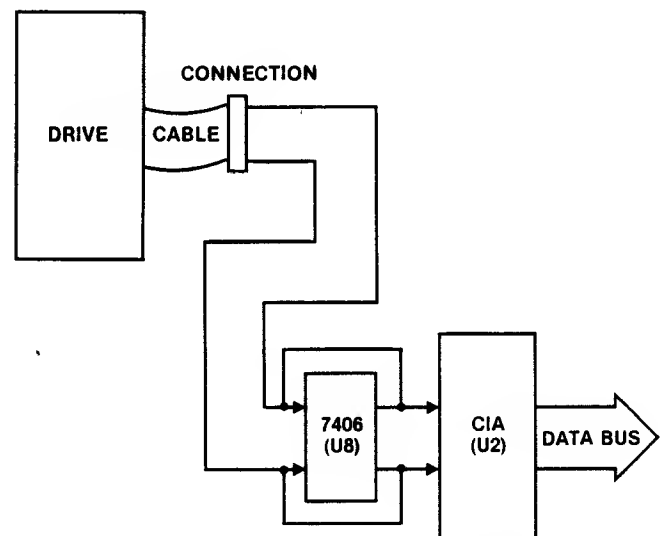 CONNECTION
DRIVE
CABLE
7406
(U8)
CIA
(U2)
DATA BUS